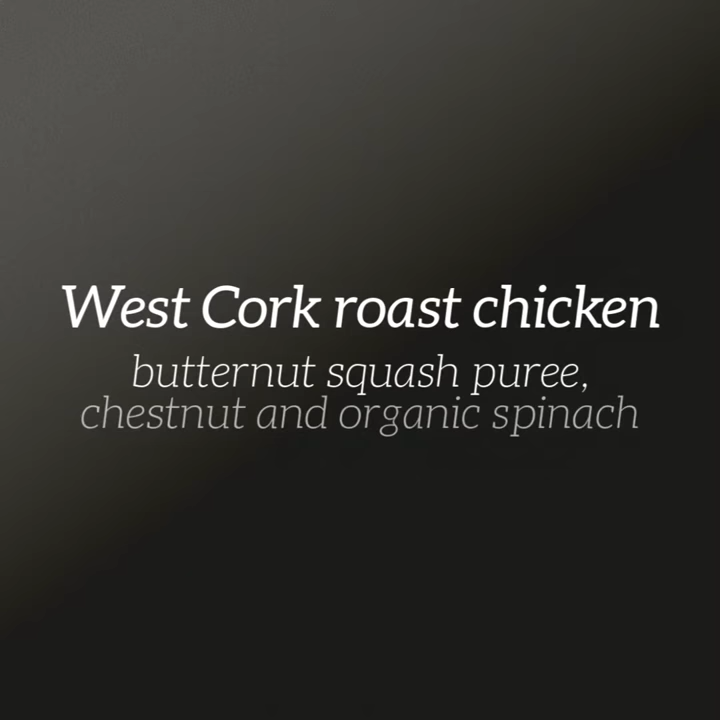 West Cork roast chicken
butternut squash puree,
chestnut and organic spinach